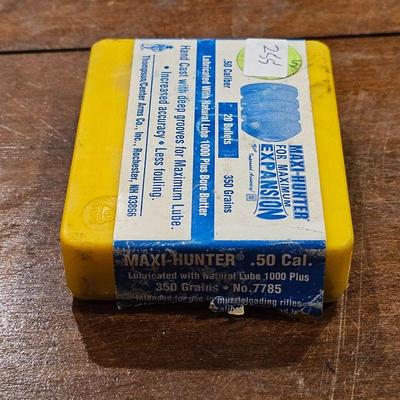 255
MAXI-HUNTER®
FOR MAXIMUM
EXPANSION
.50 Caliber 20 Bullets 350 Grains
Lubricated With Natural Lube 1000 Plus Bore Butter
Hand Cast with deep grooves for Maximum Lube.
• Increased accuracy • Less fouling.
Thompson/Center Arms Co., Inc., Rochester, NH 03866
MAXI-HUNTER® .50 Cal.
Lubricated with Natural Lube 1000 Plus
350 Grains • No. 7785
Intended for use in muzzleloading rifles